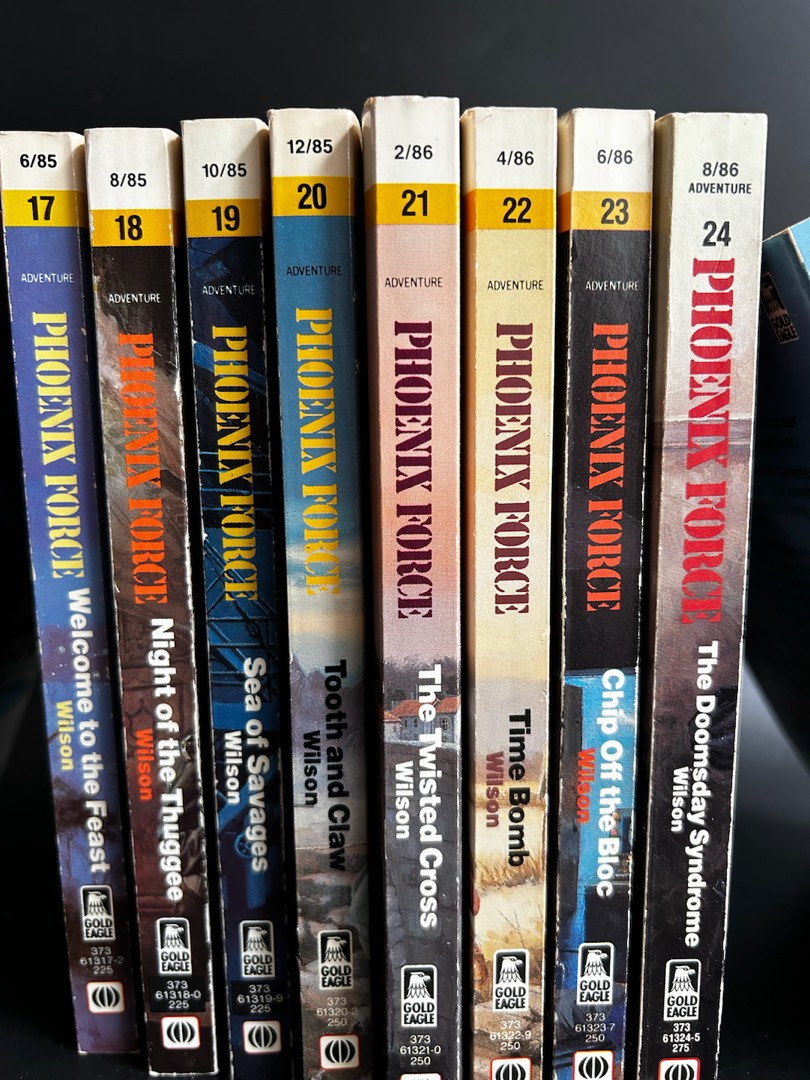 6/85
17
ADVENTURE
PHOENIX FORCE
Welcome to the Feast
Wilson
GOLD
EAGLE
373
61317-2
225
8/85
18
ADVENTURE
PHOENIX FORCE
Night of the Thuggee
Wilson
GOLD
EAGLE
373
61318-0
225
10/85
19
ADVENTURE
PHOENIX FORCE
Sea of Savages
Wilson
GOLD
EAGLE
373
61319-9
225
12/85
20
ADVENTURE
PHOENIX FORCE
Tooth and Claw
Wilson
GOLD
EAGLE
373
61320-2
250
2/86
21
ADVENTURE
PHOENIX FORCE
The Twisted Cross
Wilson
GOLD
EAGLE
373
61321-0
250
4/86
22
ADVENTURE
PHOENIX FORCE
Time Bomb
Wilson
GOLD
EAGLE
373
61322-9
250
6/86
23
ADVENTURE
PHOENIX FORCE
Chip Off the Bloc
Wilson
GOLD
EAGLE
373
61323-7
250
8/86
ADVENTURE
24
PHOENIX FORCE
The Doomsday Syndrome
Wilson
GOLD
EAGLE
373
61324-5
275
GOLD
EAGLE